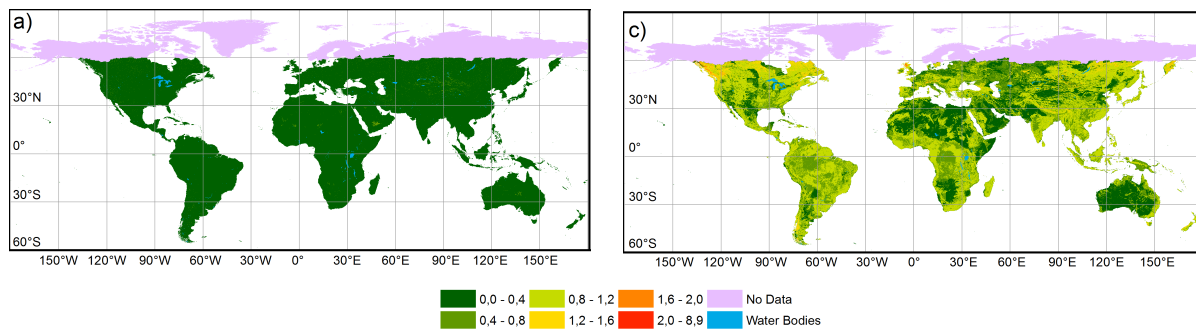 a)
30°N
0°
30°S
60°S
150°W 120°W 90°W 60°W 30°W 0° 30°E 60°E 90°E 120°E 150°E
c)
30°N
0°
30°S
60°S
150°W 120°W 90°W 60°W 30°W 0° 30°E 60°E 90°E 120°E 150°E
0,0 - 0,4 0,8 - 1,2 1,6 - 2,0 No Data
0,4 - 0,8 1,2 - 1,6 2,0 - 8,9 Water Bodies